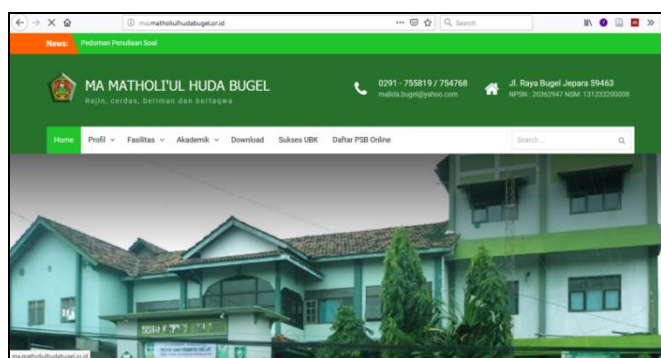 ma.matholiulhudabugel.or.id
Search
News: Pedoman Penulisan Soal
MA MATHOLI'UL HUDA BUGEL
Rajin, cerdas, beriman dan bertaqwa
0291 - 755819 / 754768
malida.bugel@yahoo.com
Jl. Raya Bugel Jepara 59463
NPSN : 20362947 NSM: 131233200008
Home Profil Fasilitas Akademik Download Sukses UBK Daftar PSB Online Search ...
ma.matholiulhudabugel.or.id